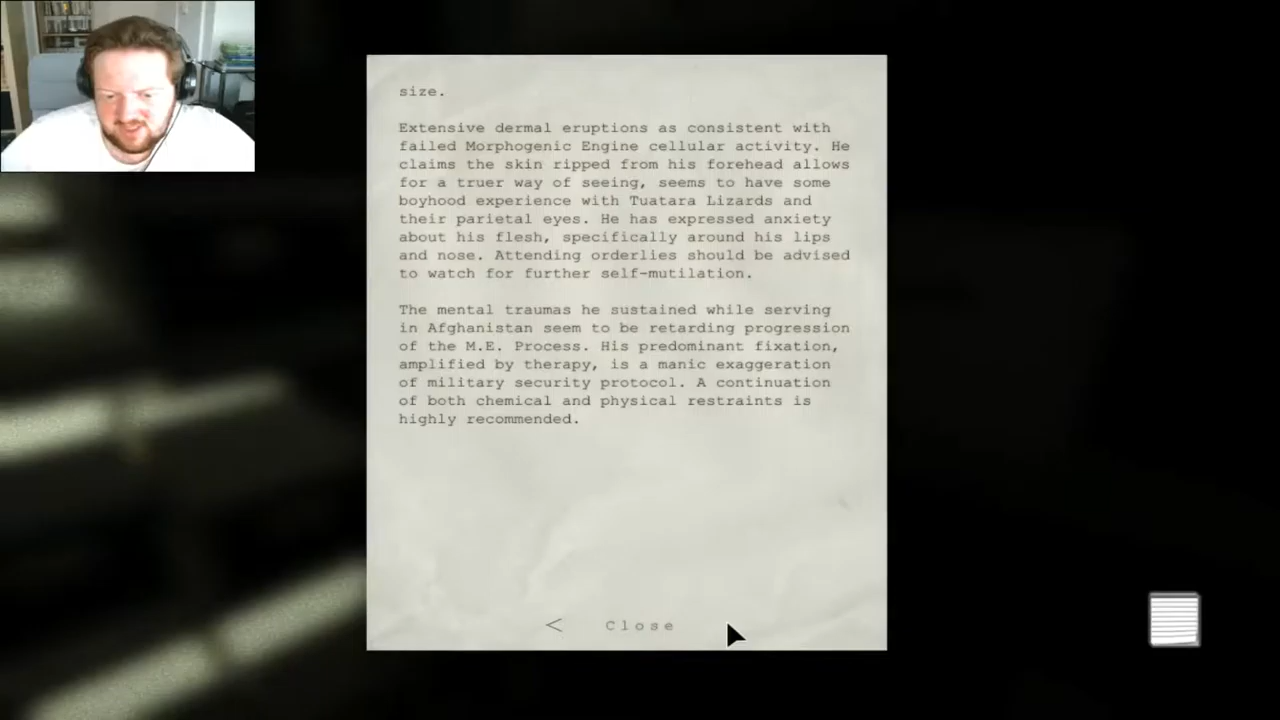 size.
Extensive dermal eruptions as consistent with
failed Morphogenic Engine cellular activity. He
claims the skin ripped from his forehead allows
for a truer way of seeing, seems to have some
boyhood experience with Tuatara Lizards and
their parietal eyes. He has expressed anxiety
about his flesh, specifically around his lips
and nose. Attending orderlies should be advised
to watch for further self-mutilation.
The mental traumas he sustained while serving
in Afghanistan seem to be retarding progression
of the M.E. Process. His predominant fixation,
amplified by therapy, is a manic exaggeration
of military security protocol. A continuation
of both chemical and physical restraints is
highly recommended.
< Close